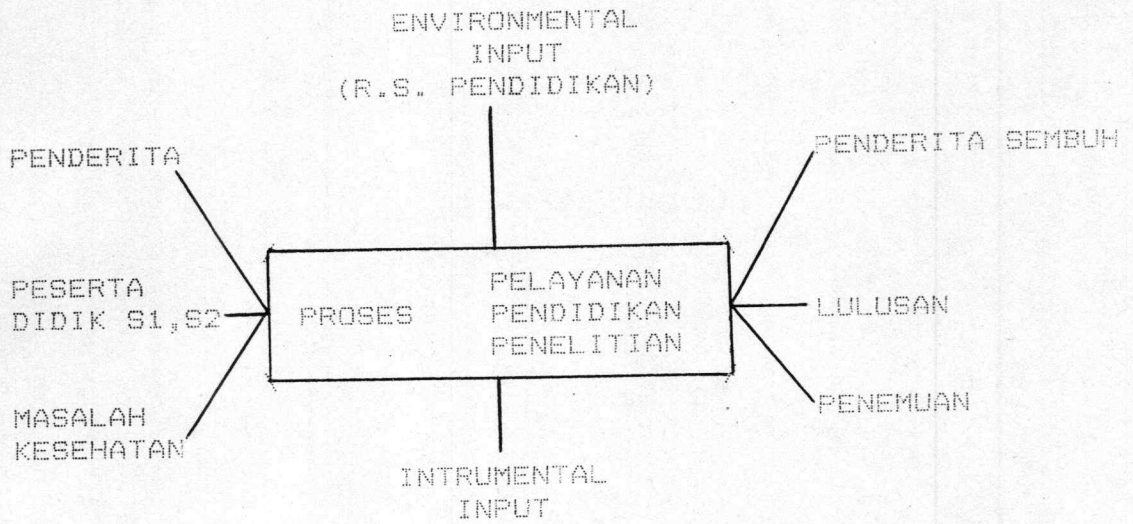 ENVIRONMENTAL
INPUT
(R.S. PENDIDIKAN)
PENDERITA
PENDERITA SEMBUH
PESERTA
DIDIK S1,S2
PROSES
PELAYANAN
PENDIDIKAN
PENELITIAN
LULUSAN
MASALAH
KESEHATAN
PENEMUAN
INTRUMENTAL
INPUT